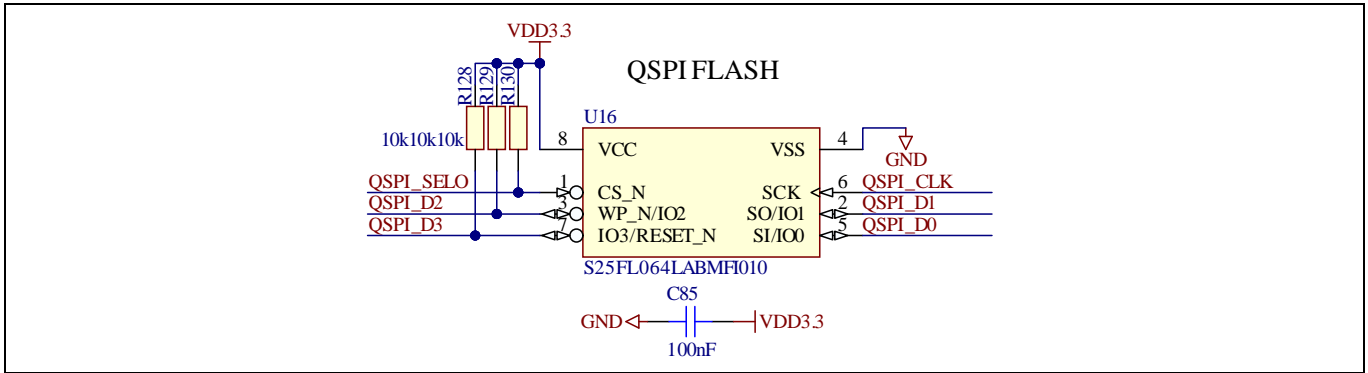 VDD3.3
QSPI FLASH
R128
R129
R130
10k10k10k
U16
8 VCC VSS 4
GND
QSPI_SEL0 1 CS_N SCK 6 QSPI_CLK
QSPI_D2 3 WP_N/IO2 SO/IO1 2 QSPI_D1
QSPI_D3 7 IO3/RESET_N SI/IO0 5 QSPI_D0
S25FL064LABMFI010
C85
GND VDD3.3
100nF